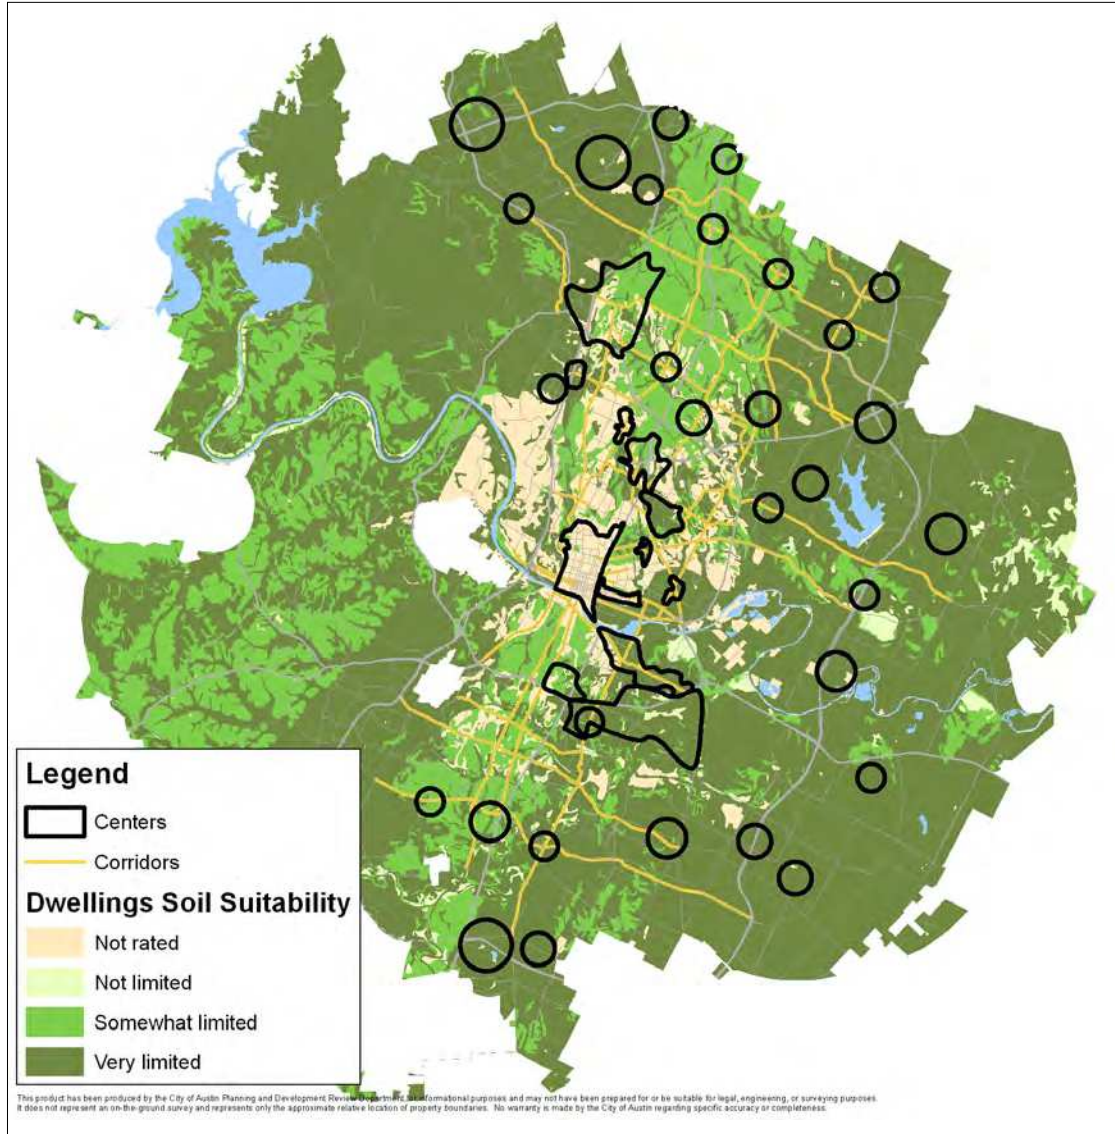 Legend
Centers
Corridors
Dwellings Soil Suitability
Not rated
Not limited
Somewhat limited
Very limited
This product has been produced by the City of Austin Planning and Development Review Department for informational purposes and may not have been prepared for or be suitable for legal, engineering, or surveying purposes.
It does not represent an on-the-ground survey and represents only the approximate relative location of property boundaries. No warranty is made by the City of Austin regarding specific accuracy or completeness.